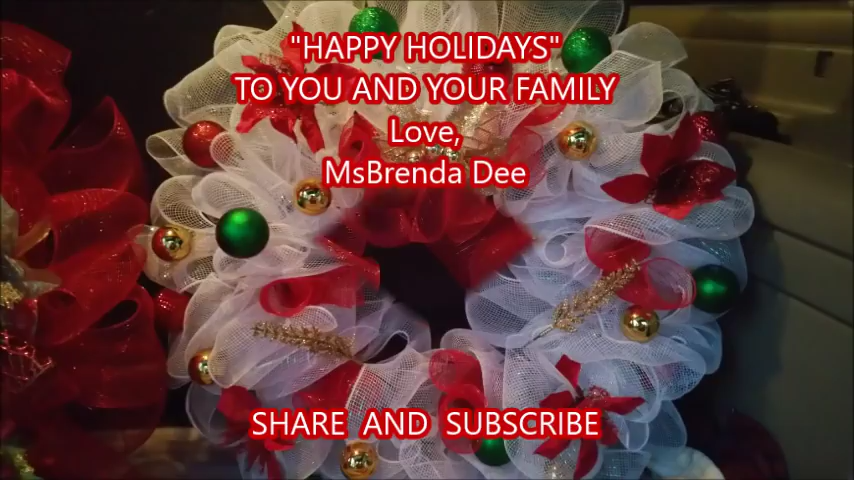 "HAPPY HOLIDAYS"
TO YOU AND YOUR FAMILY
Love,
MsBrenda Dee
SHARE AND SUBSCRIBE